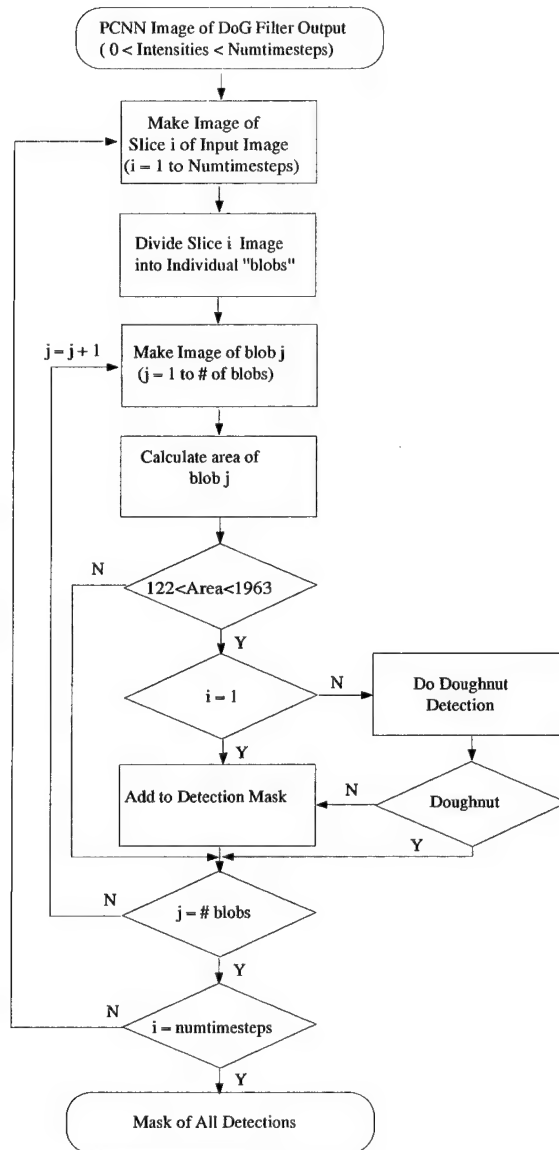 PCNN Image of DoG Filter Output
( 0 < Intensities < Numtimesteps)
Make Image of
Slice i of Input Image
(i = 1 to Numtimesteps)
Divide Slice i Image
into Individual "blobs"
j = j + 1
Make Image of blob j
(j = 1 to # of blobs)
Calculate area of
blob j
N
122<Area<1963
Y
i = 1
N
Do Doughnut
Detection
Y
Add to Detection Mask
N
Doughnut
Y
N
j = # blobs
Y
N
i = numtimesteps
Y
Mask of All Detections